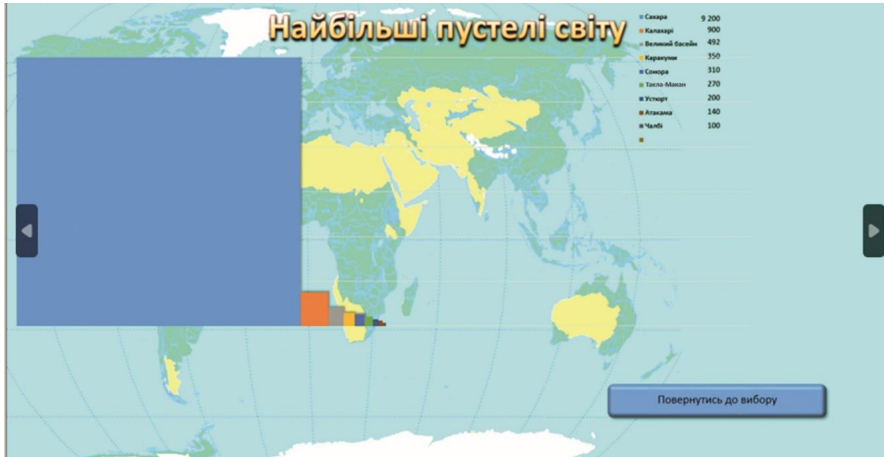 Найбільші пустелі світу
Сахара 9 200
Калахарі 900
Великий басейн 492
Каракуми 350
Сонора 310
Такла-Макан 270
Устюрт 200
Атакама 140
Чалбі 100
Повернутись до вибору